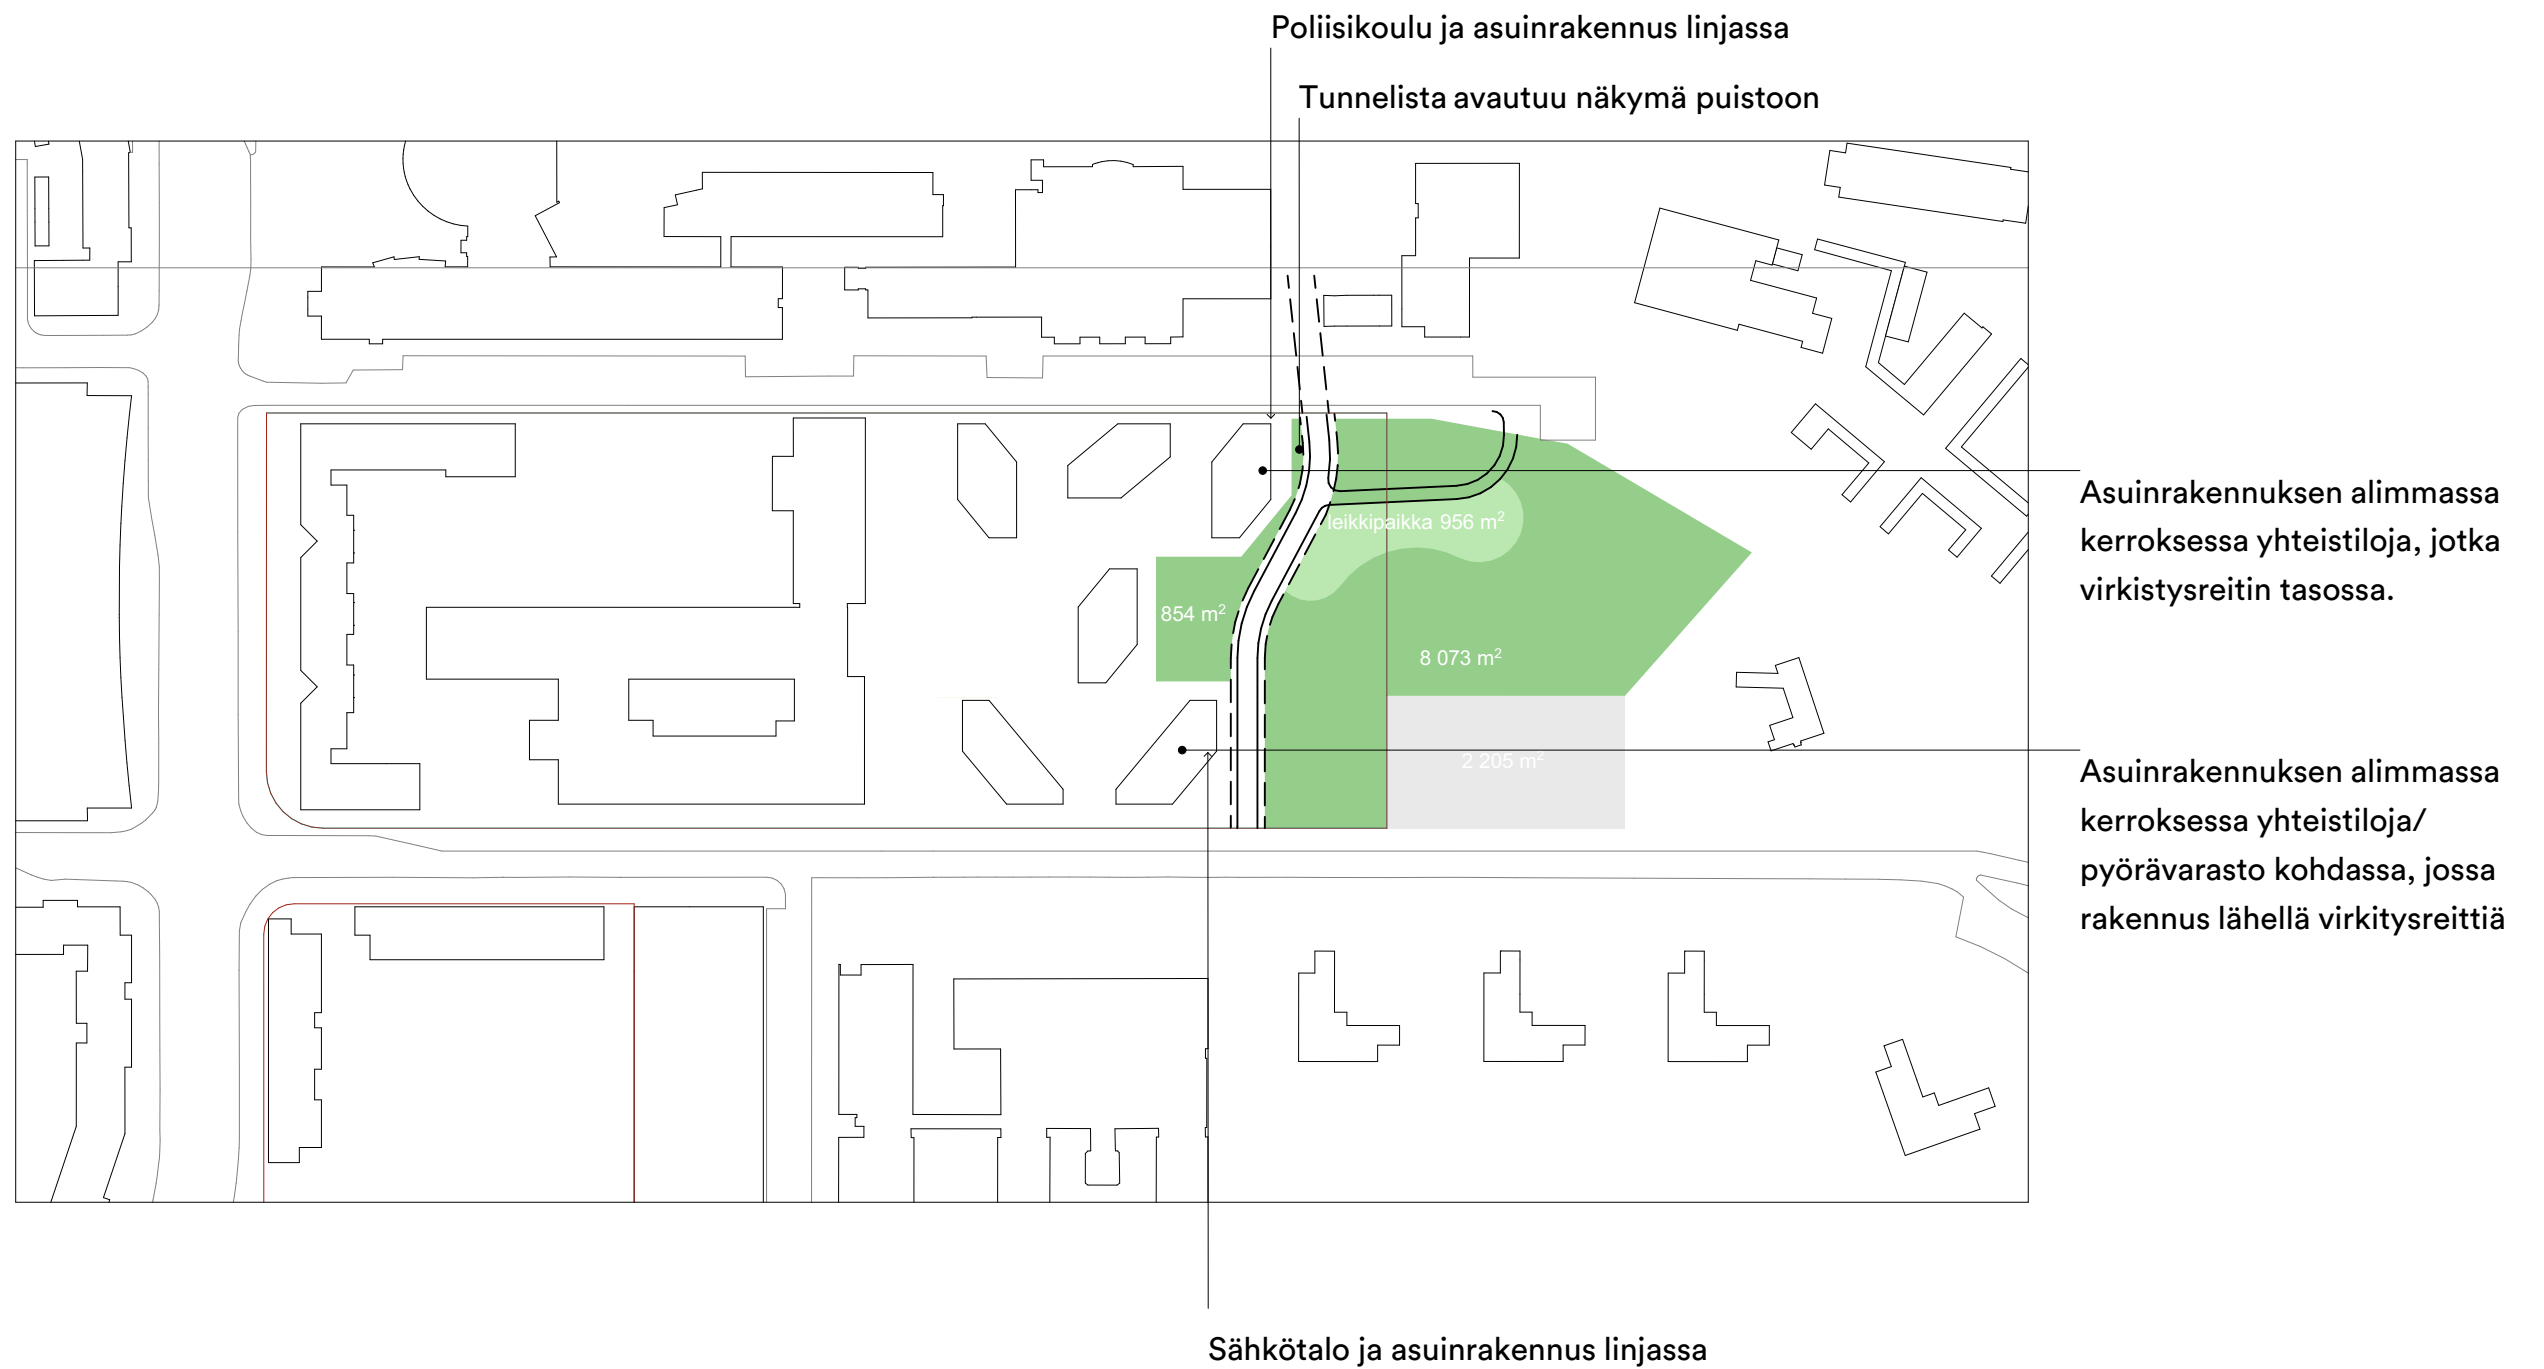 Poliisikoulu ja asuinrakennus linjassa
Tunnelista avautuu näkymä puistoon
Asuinrakennuksen alimmassa
kerroksessa yhteistiloja, jotka
virkistysreitin tasossa.
leikkipaikka 956 m²
854 m²
8 073 m²
2 205 m²
Asuinrakennuksen alimmassa
kerroksessa yhteistiloja/
pyörävarasto kohdassa, jossa
rakennus lähellä virkitysreittiä
Sähkötalo ja asuinrakennus linjassa